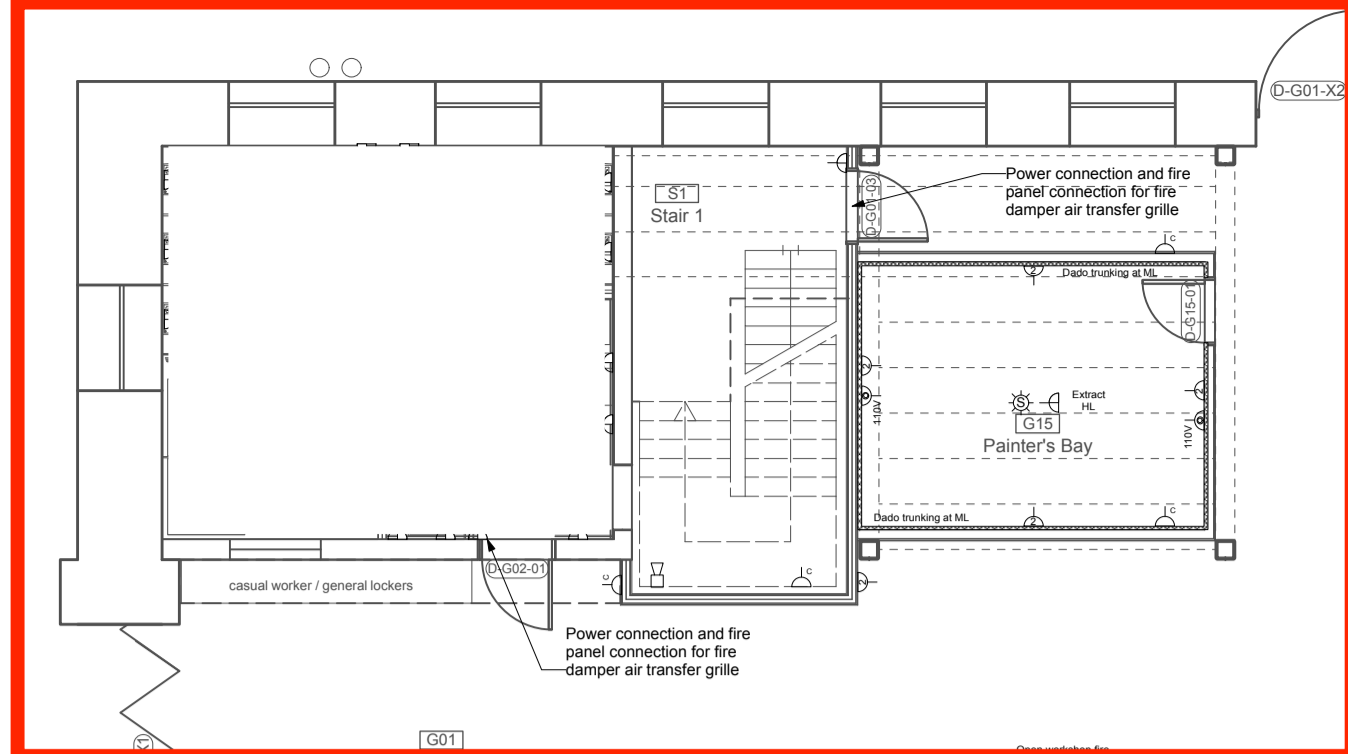 D-G01-X2
S1
Stair 1
D-G01-03
Power connection and fire
panel connection for fire
damper air transfer grille
C
2
Dado trunking at ML
D-G15-01
2
110V
S
Extract
HL
G15
Painter's Bay
2
110V
Dado trunking at ML
2
C
casual worker / general lockers
D-G02-01
C
C
2
Power connection and fire
panel connection for fire
damper air transfer grille
G01